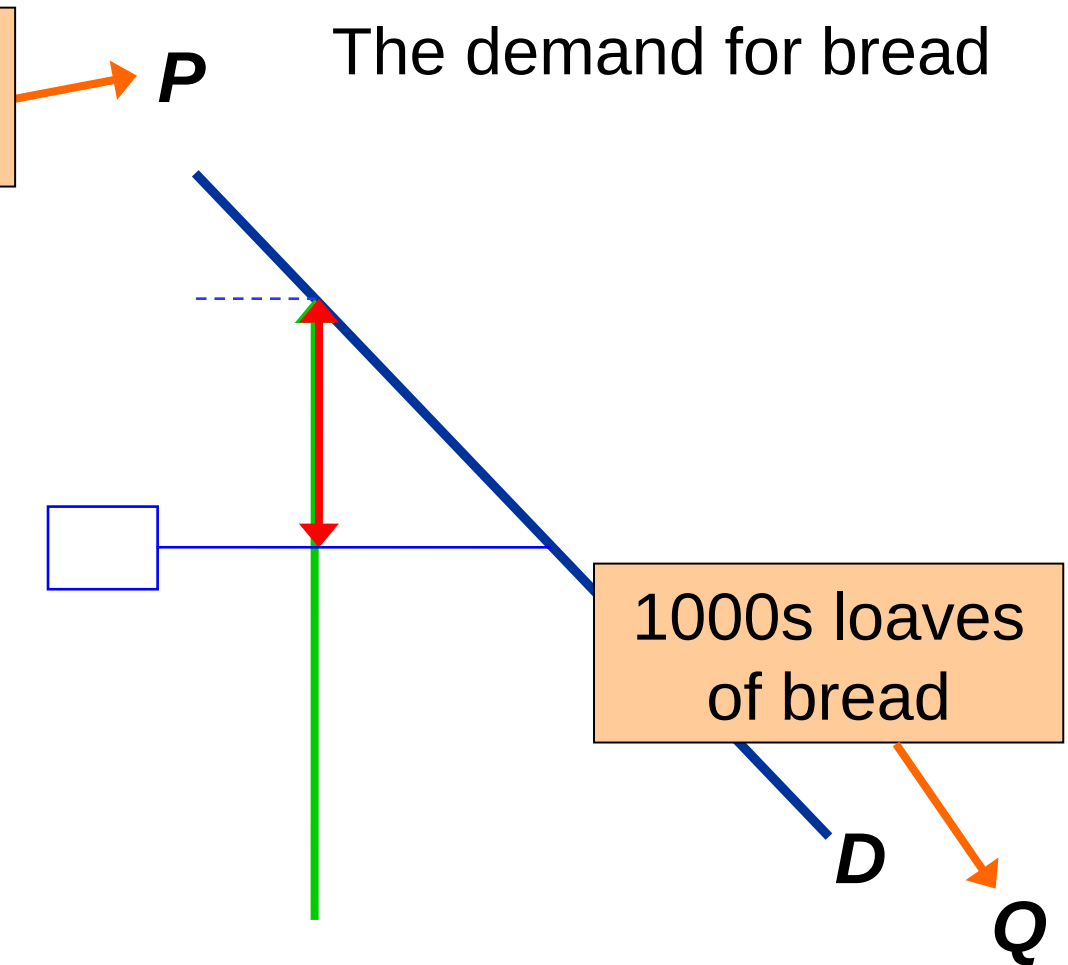 The demand for bread
P
1000s loaves
of bread
D
Q